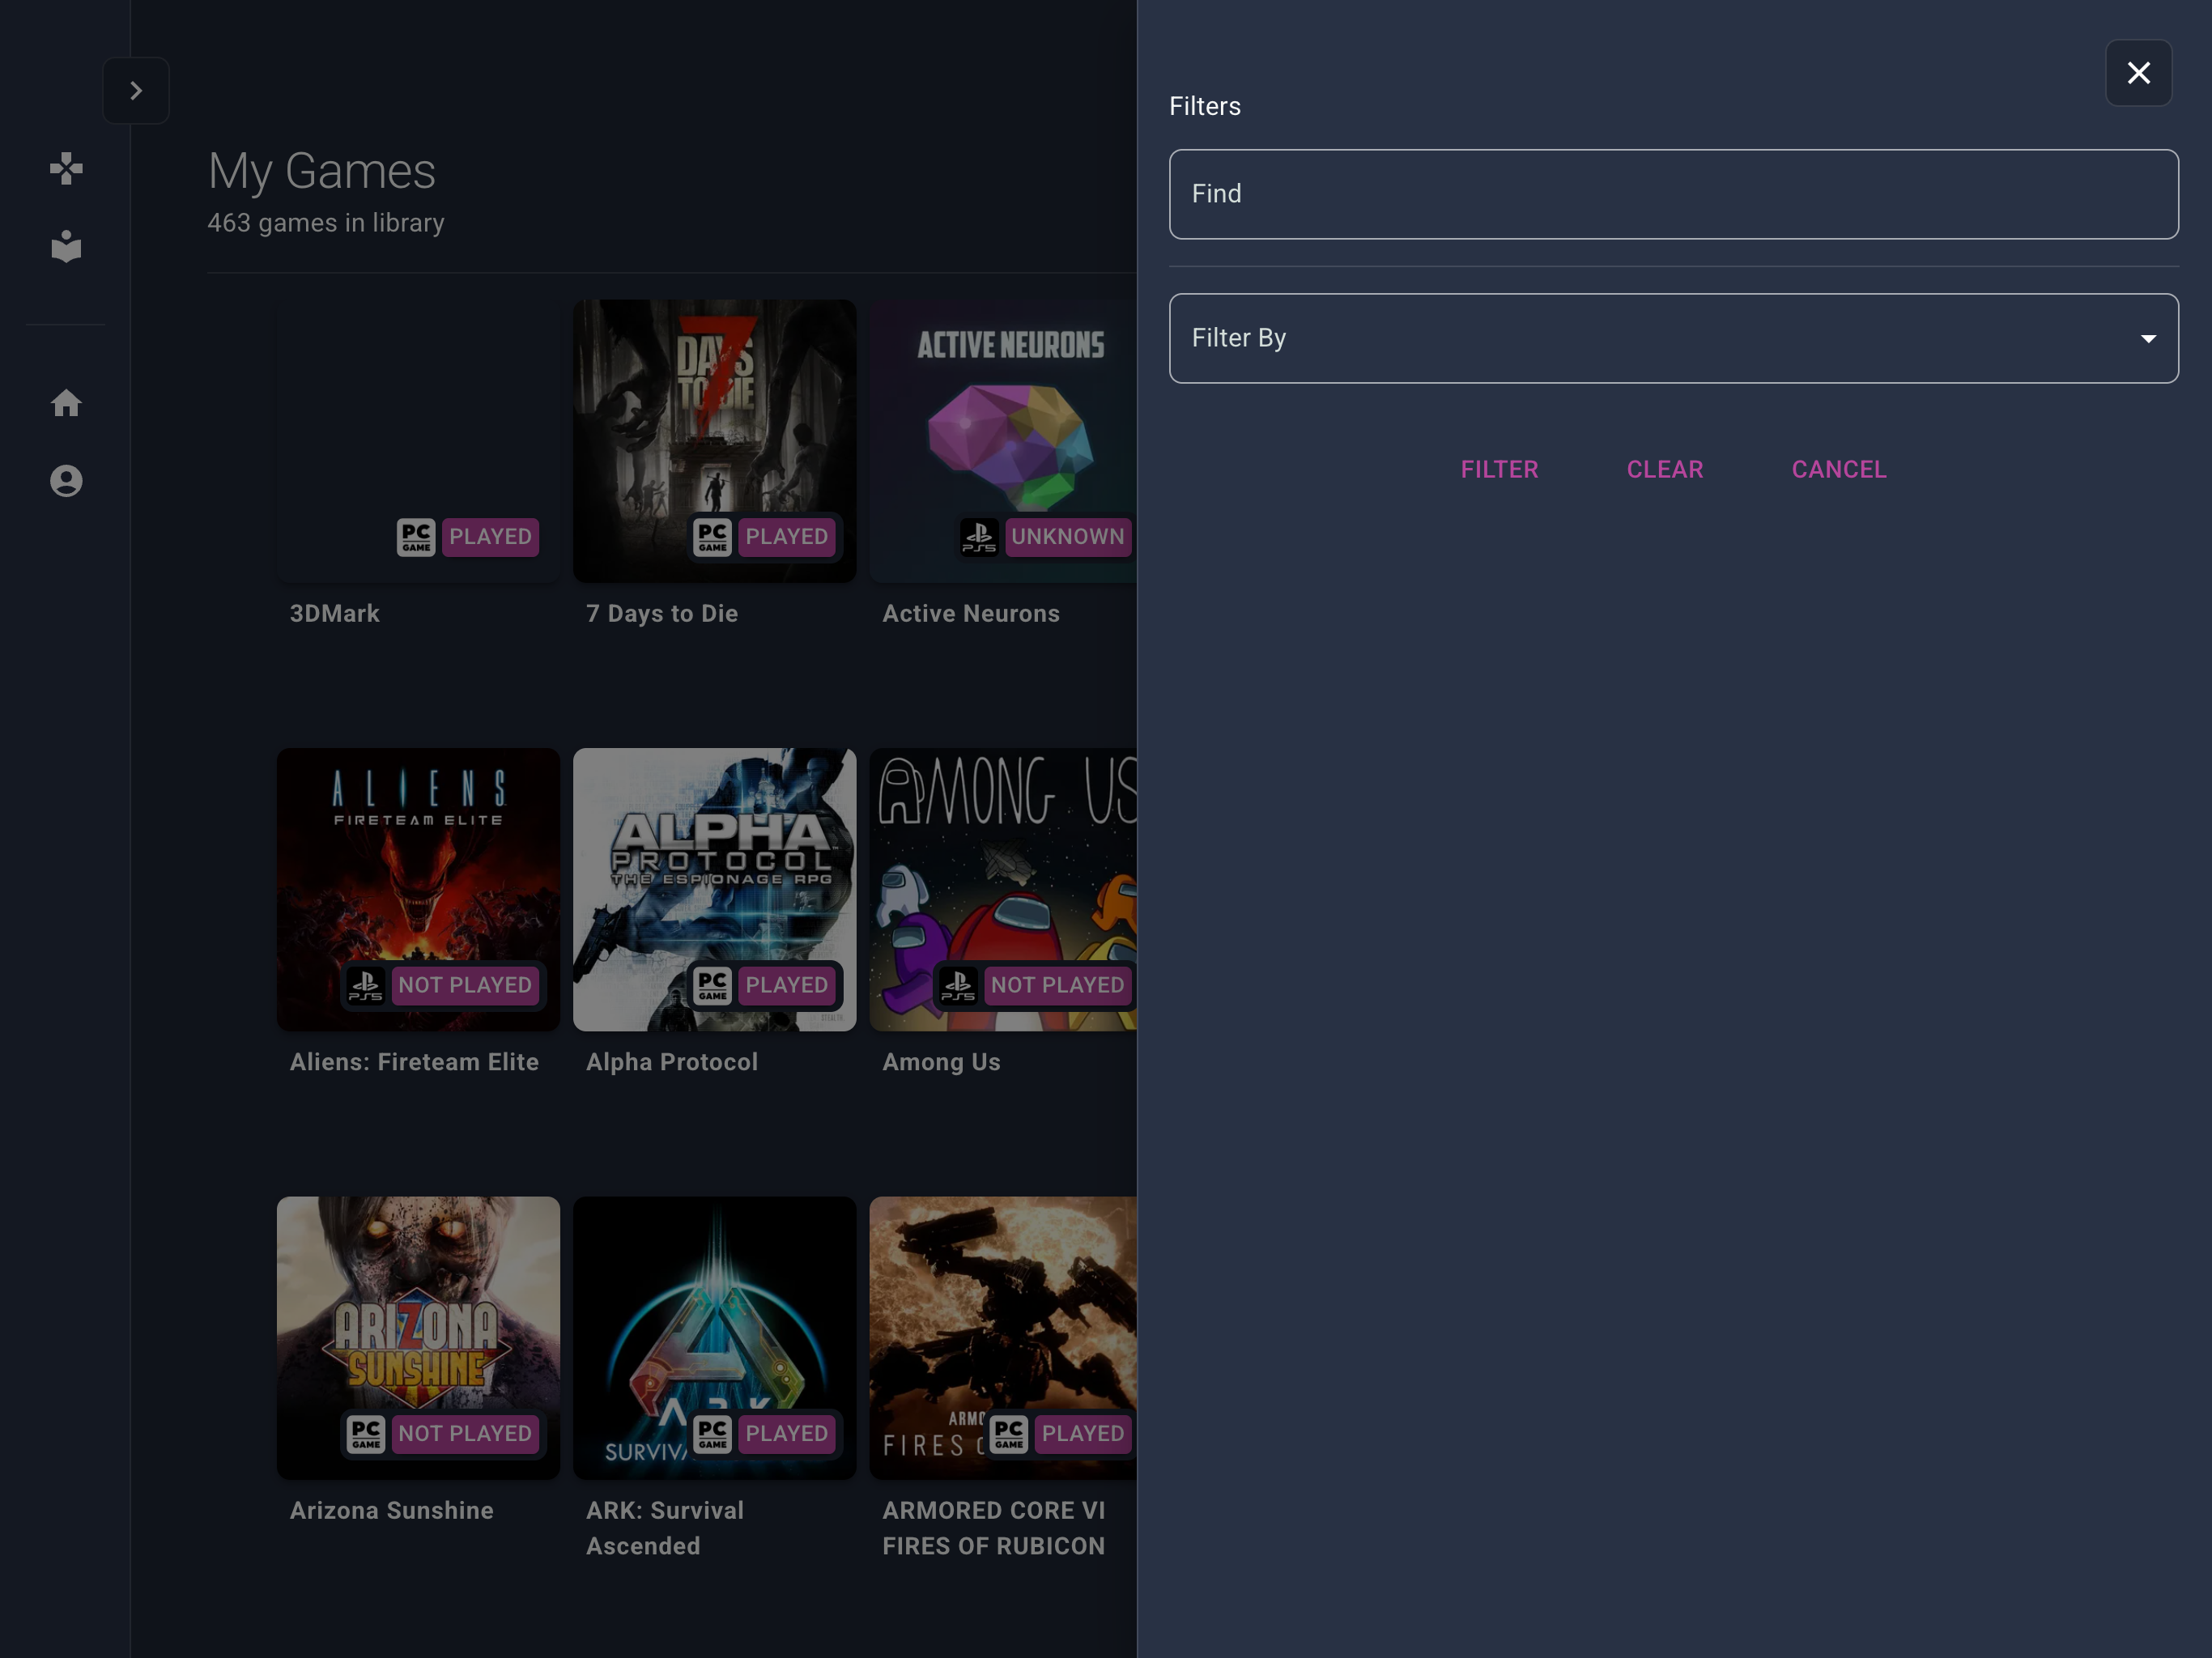 My Games
463 games in library
Filters
Find
Filter By
FILTER CLEAR CANCEL
7
DAYS
TO DIE
ACTIVE NEURONS
PC GAME PLAYED
PC GAME PLAYED
PS5 UNKNOWN
3DMark
7 Days to Die
Active Neurons
ALIENS
FIRETEAM ELITE
ALPHA
PROTOCOL
THE ESPIONAGE RPG
AMONG US
PS5 NOT PLAYED
PC GAME PLAYED
STEALTH
PS5 NOT PLAYED
Aliens: Fireteam Elite
Alpha Protocol
Among Us
ARIZONA
SUNSHINE
ARK
SURVIVA
ARMO
FIRES O
PC GAME NOT PLAYED
PC GAME PLAYED
PC GAME PLAYED
Arizona Sunshine
ARK: Survival
Ascended
ARMORED CORE VI
FIRES OF RUBICON